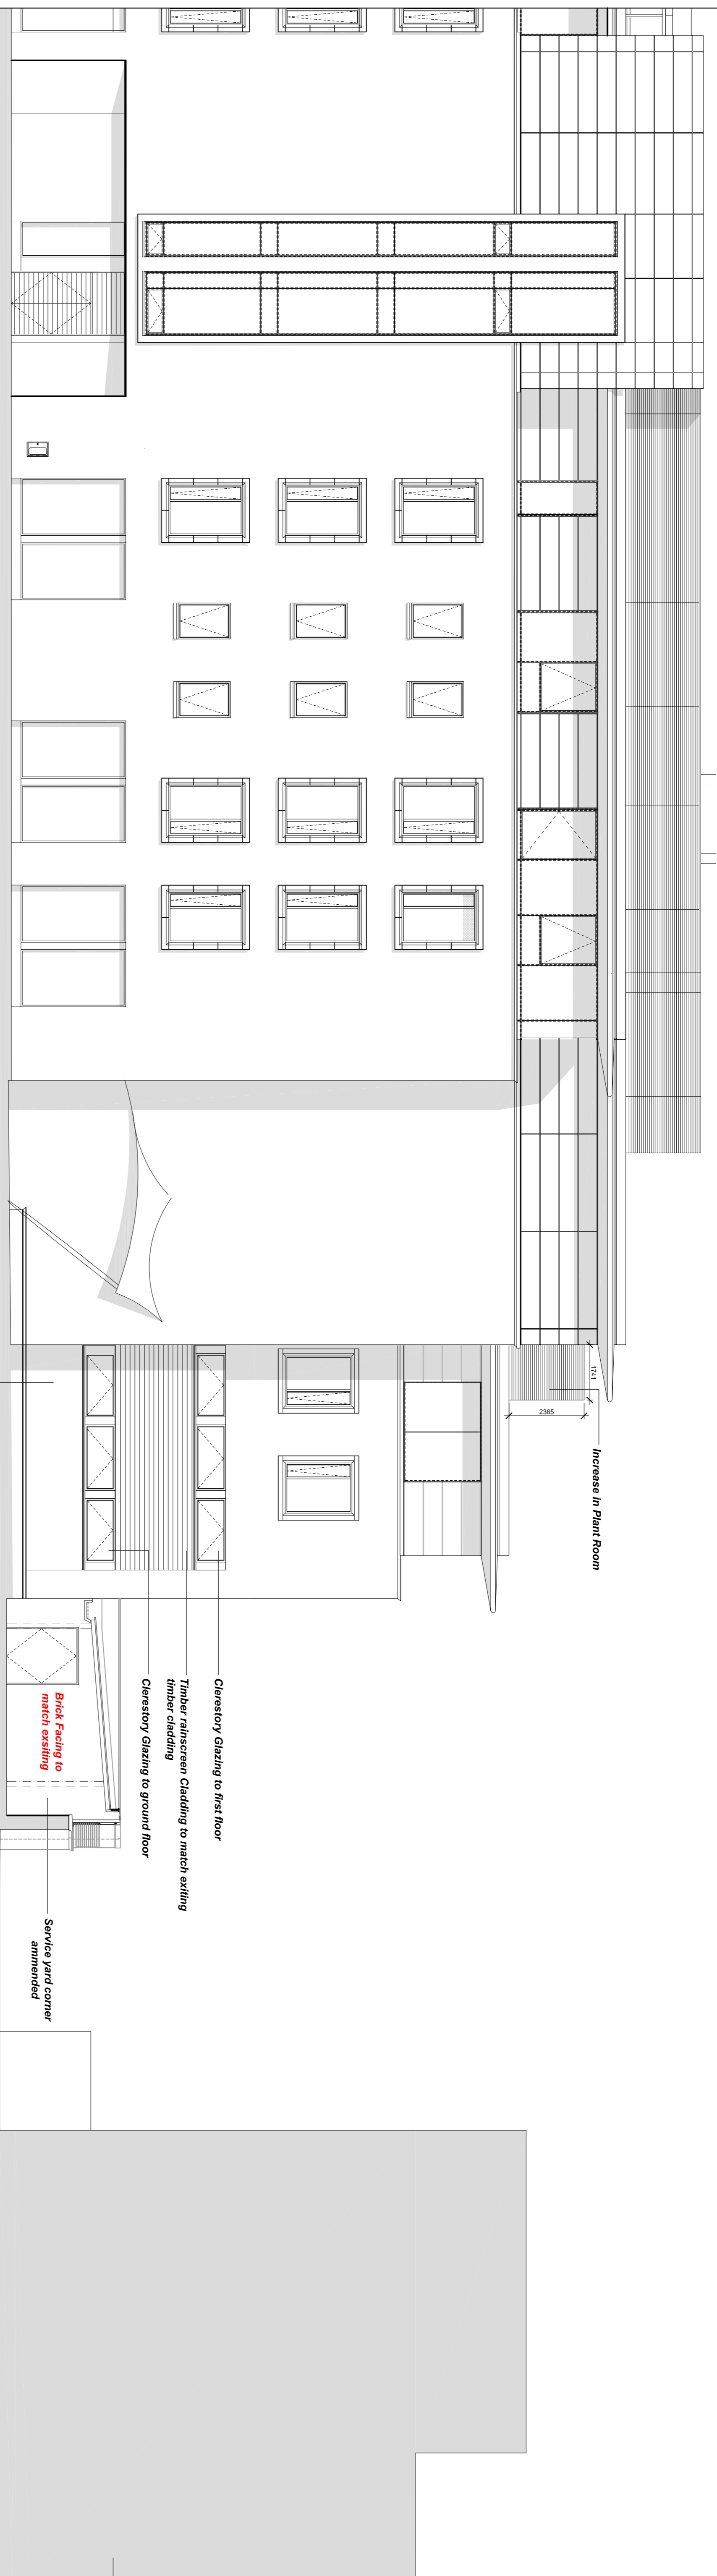 1741
2365
Increase in Plant Room
Clerestory Glazing to first floor
Timber rainscreen Cladding to match exiting
timber cladding
Clerestory Glazing to ground floor
Brick Facing to
match exsiting
Service yard corner
ammended